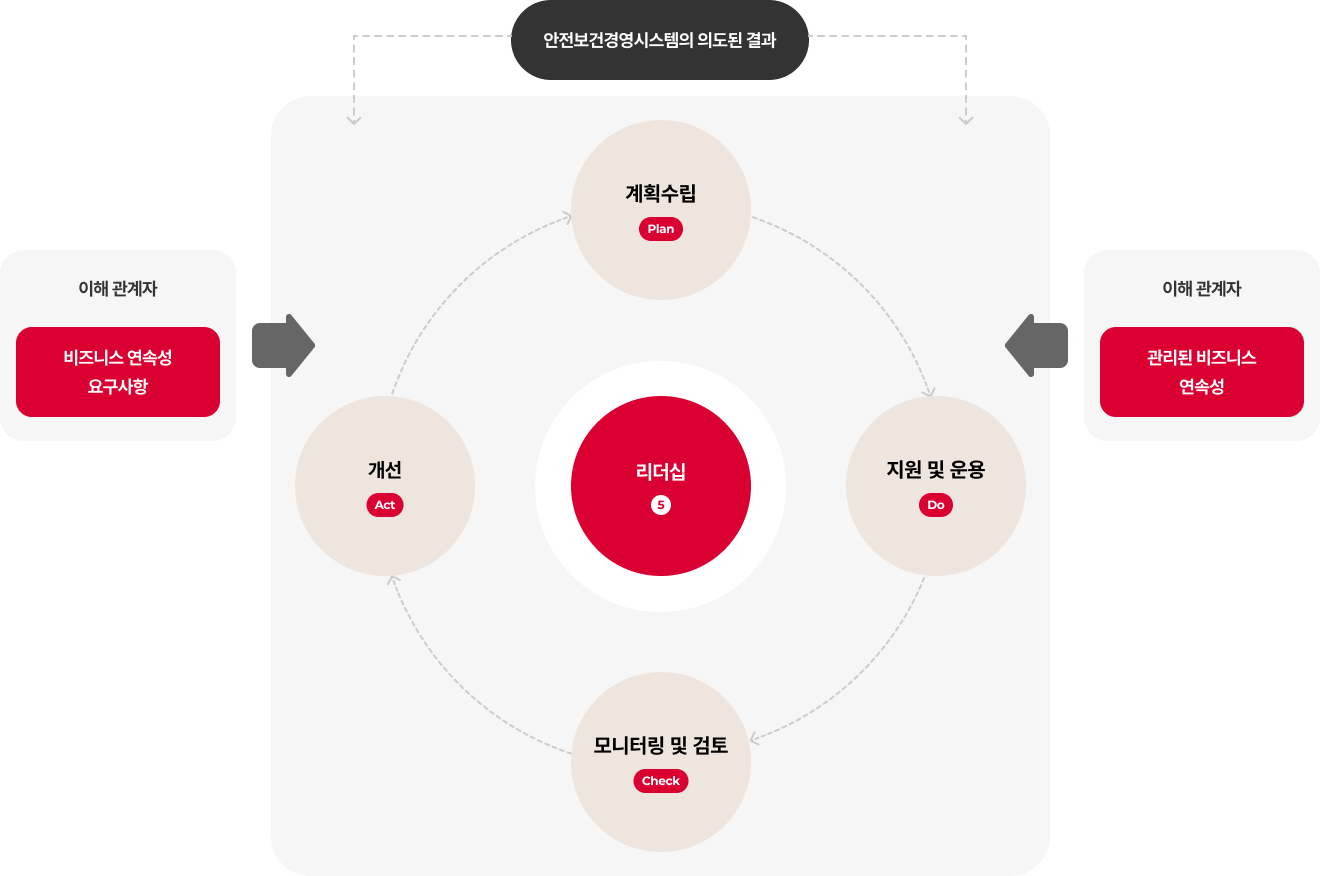 안전보건경영시스템의 의도된 결과
계획수립
Plan
이해 관계자
비즈니스 연속성
요구사항
이해 관계자
관리된 비즈니스
연속성
개선
Act
리더십
5
지원 및 운용
Do
모니터링 및 검토
Check